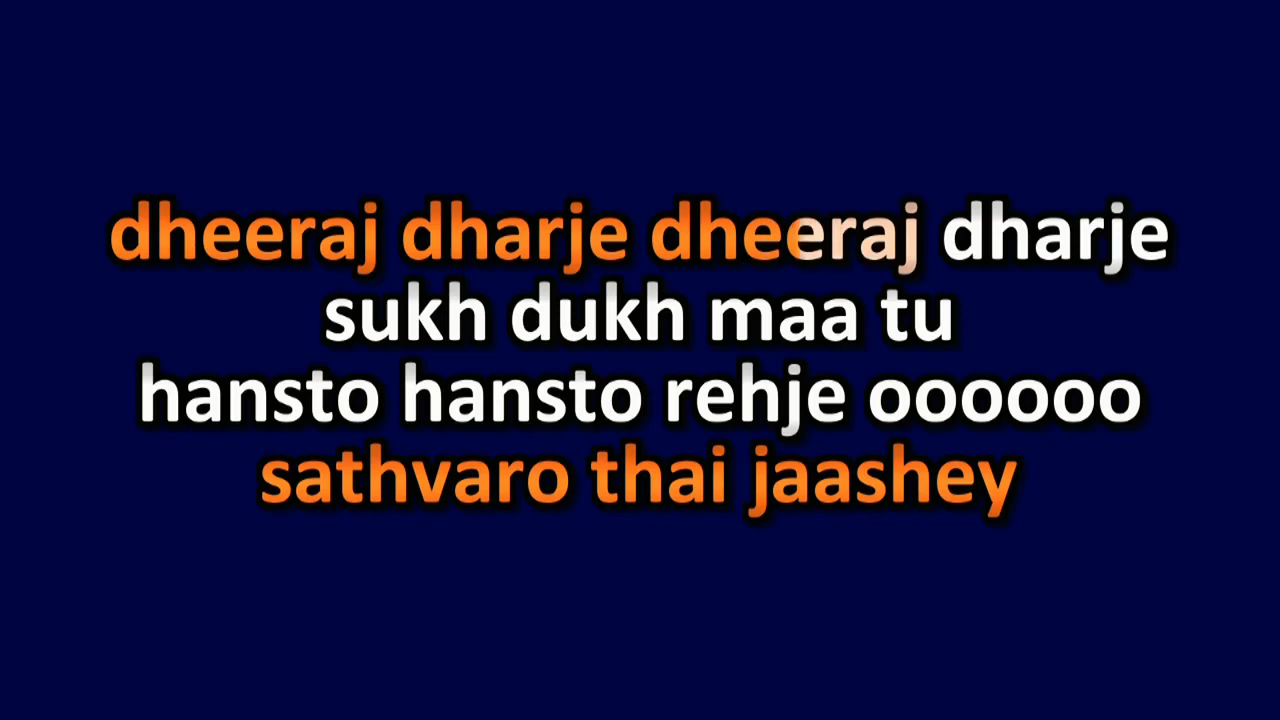 dheeraj dharje dheeraj dharje
sukh dukh maa tu
hansto hansto rehje oooooo
sathvaro thai jaashey